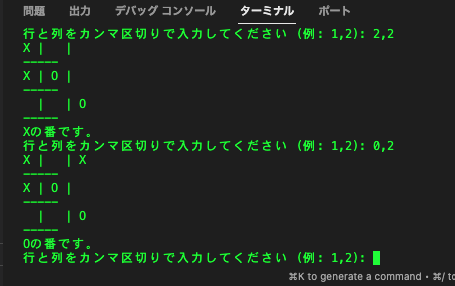 問題 出力 デバッグ コンソール ターミナル ポート
行と列をカンマ区切りで入力してください (例: 1,2): 2,2
X |   |
-----
X | O |
-----
  |   | O
-----
Xの番です。
行と列をカンマ区切りで入力してください (例: 1,2): 0,2
X |   | X
-----
X | O |
-----
  |   | O
-----
Oの番です。
行と列をカンマ区切りで入力してください (例: 1,2):
⌘K to generate a command • ⌘/ to